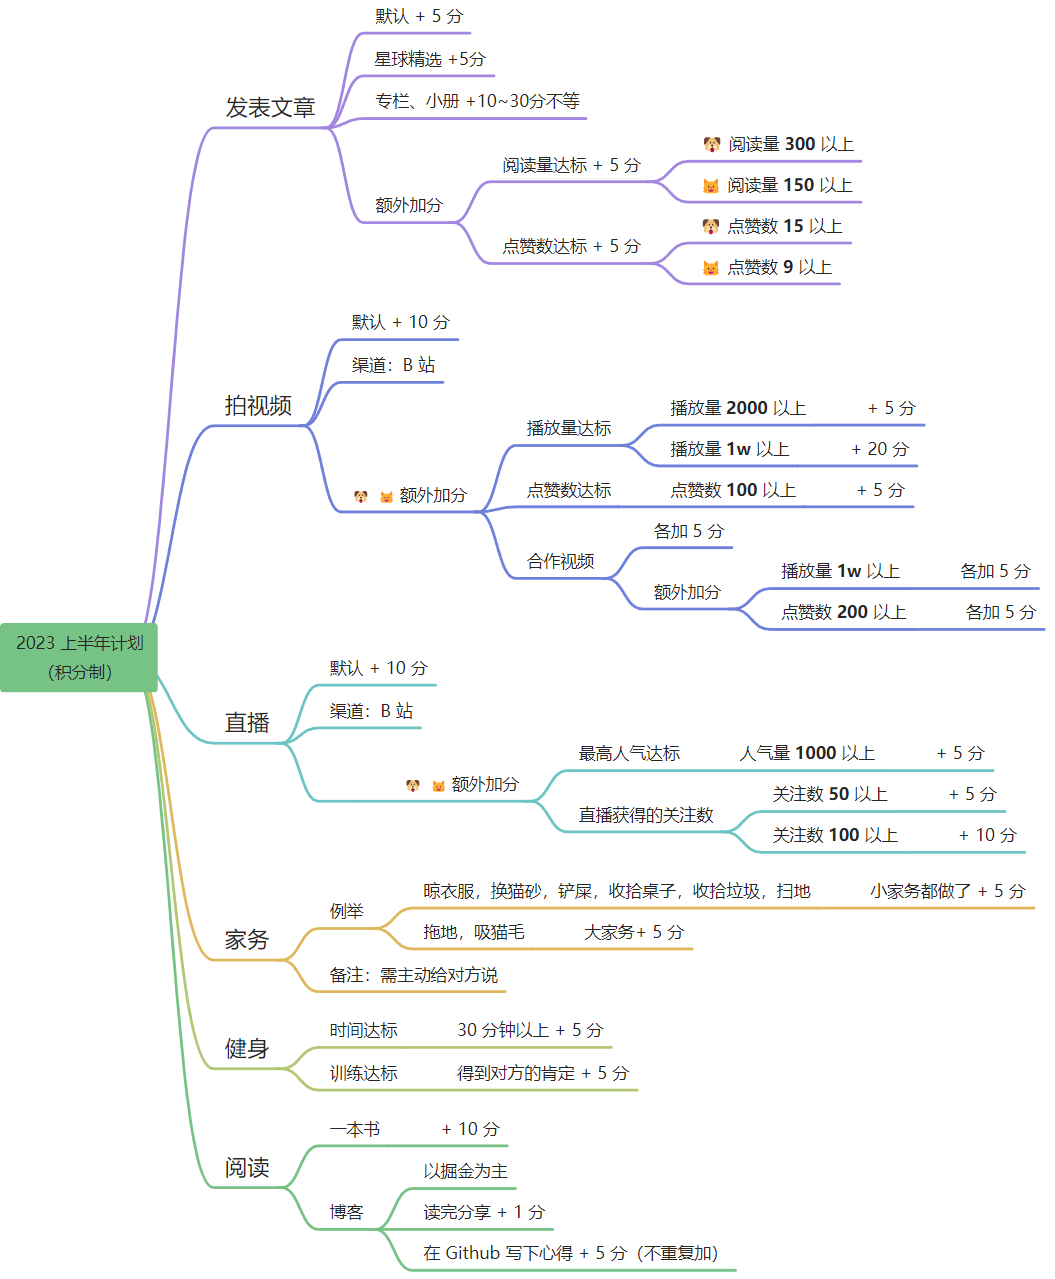 2023 上半年计划
（积分制）
发表文章
默认 + 5 分
星球精选 +5分
专栏、小册 +10~30分不等
额外加分
阅读量达标 + 5 分
阅读量 300 以上
阅读量 150 以上
点赞数达标 + 5 分
点赞数 15 以上
点赞数 9 以上
拍视频
默认 + 10 分
渠道：B 站
额外加分
播放量达标
播放量 2000 以上 + 5 分
播放量 1w 以上 + 20 分
点赞数达标 点赞数 100 以上 + 5 分
合作视频
各加 5 分
额外加分
播放量 1w 以上 各加 5 分
点赞数 200 以上 各加 5 分
直播
默认 + 10 分
渠道：B 站
额外加分
最高人气达标 人气量 1000 以上 + 5 分
直播获得的关注数
关注数 50 以上 + 5 分
关注数 100 以上 + 10 分
家务
例举
晾衣服，换猫砂，铲屎，收拾桌子，收拾垃圾，扫地 小家务都做了 + 5 分
拖地，吸猫毛 大家务+ 5 分
备注：需主动给对方说
健身
时间达标 30 分钟以上 + 5 分
训练达标 得到对方的肯定 + 5 分
阅读
一本书 + 10 分
博客
以掘金为主
读完分享 + 1 分
在 Github 写下心得 + 5 分（不重复加）